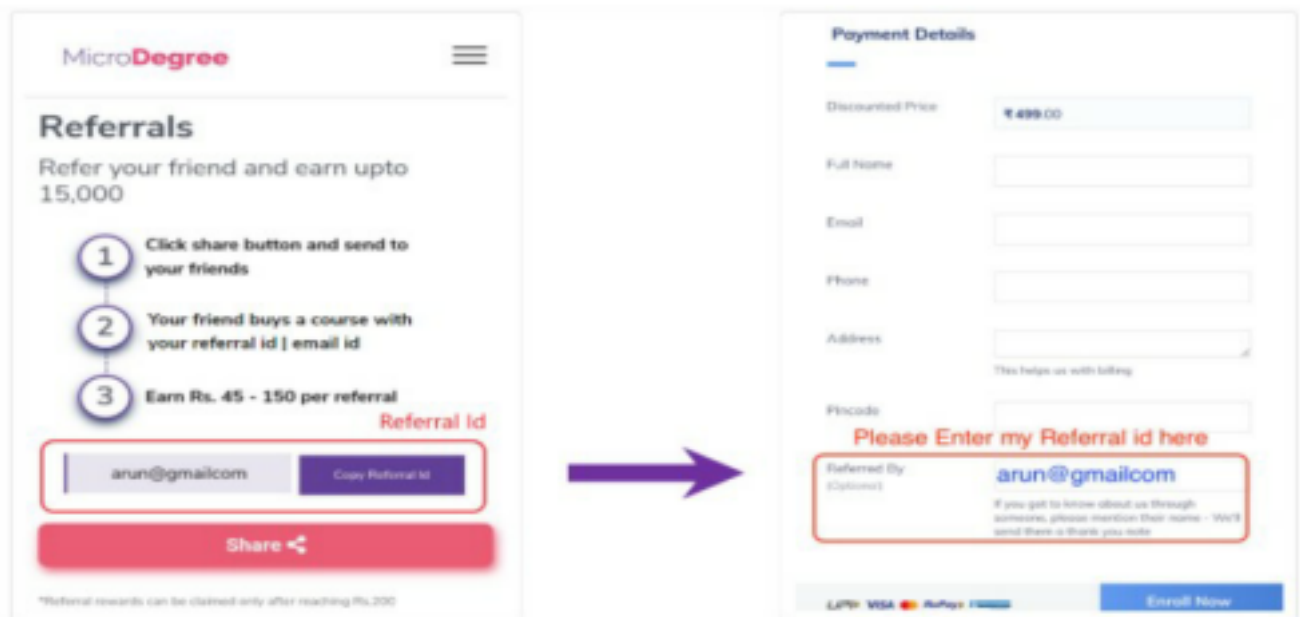 MicroDegree
Referrals
Refer your friend and earn upto
15,000
1
Click share button and send to
your friends
2
Your friend buys a course with
your referral id | email id
3
Earn Rs. 45 - 150 per referral
Referral Id
arun@gmailcom
Copy Referral Id
Share
*Referral rewards can be claimed only after reaching Rs.200
Payment Details
Discounted Price
₹ 499.00
Full Name
Email
Phone
Address
This helps us with billing
Pincode
Please Enter my Referral id here
Referred By
arun@gmailcom
(Optional)
If you got to know about us through
someone, please mention their name - We'll
send them a thank you note
VISA
RuPay
Enroll Now